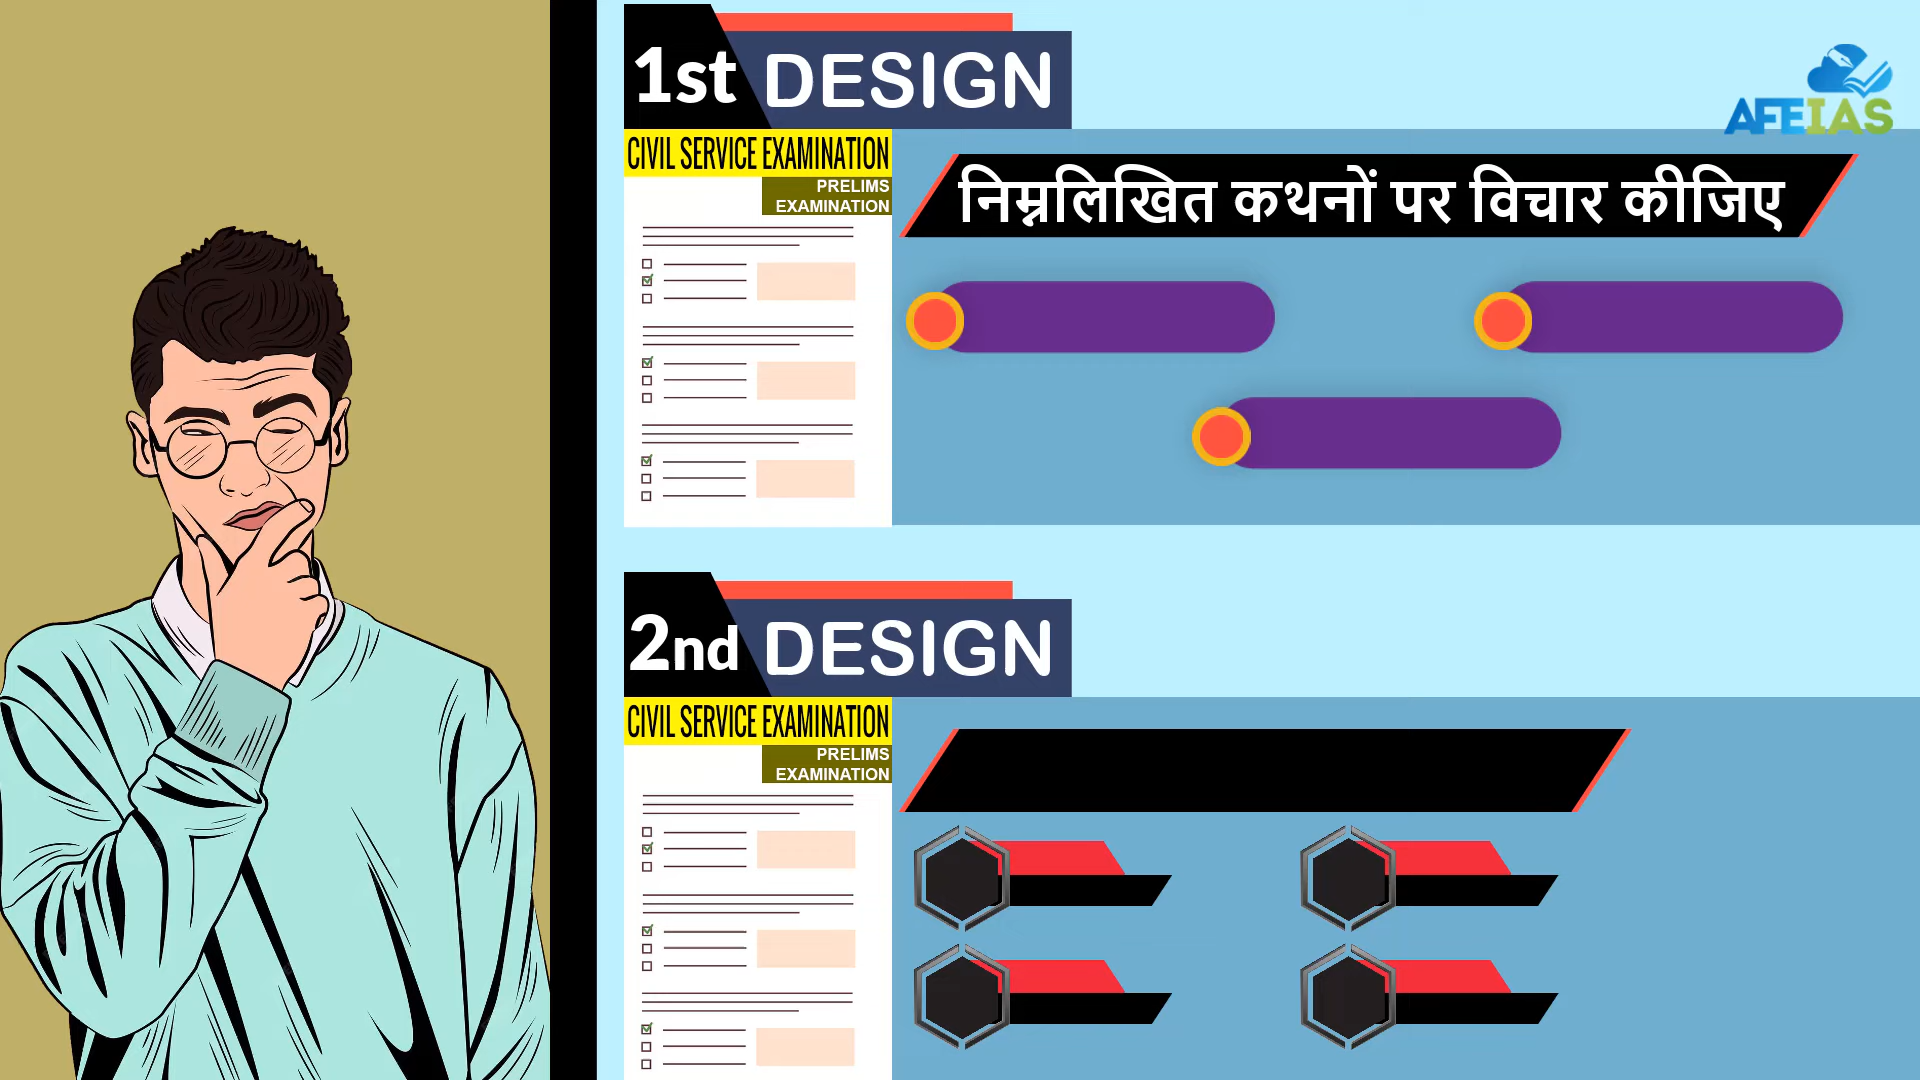 1st DESIGN
AFEIAS
CIVIL SERVICE EXAMINATION
PRELIMS
EXAMINATION
निम्नलिखित कथनों पर विचार कीजिए
2nd DESIGN
CIVIL SERVICE EXAMINATION
PRELIMS
EXAMINATION